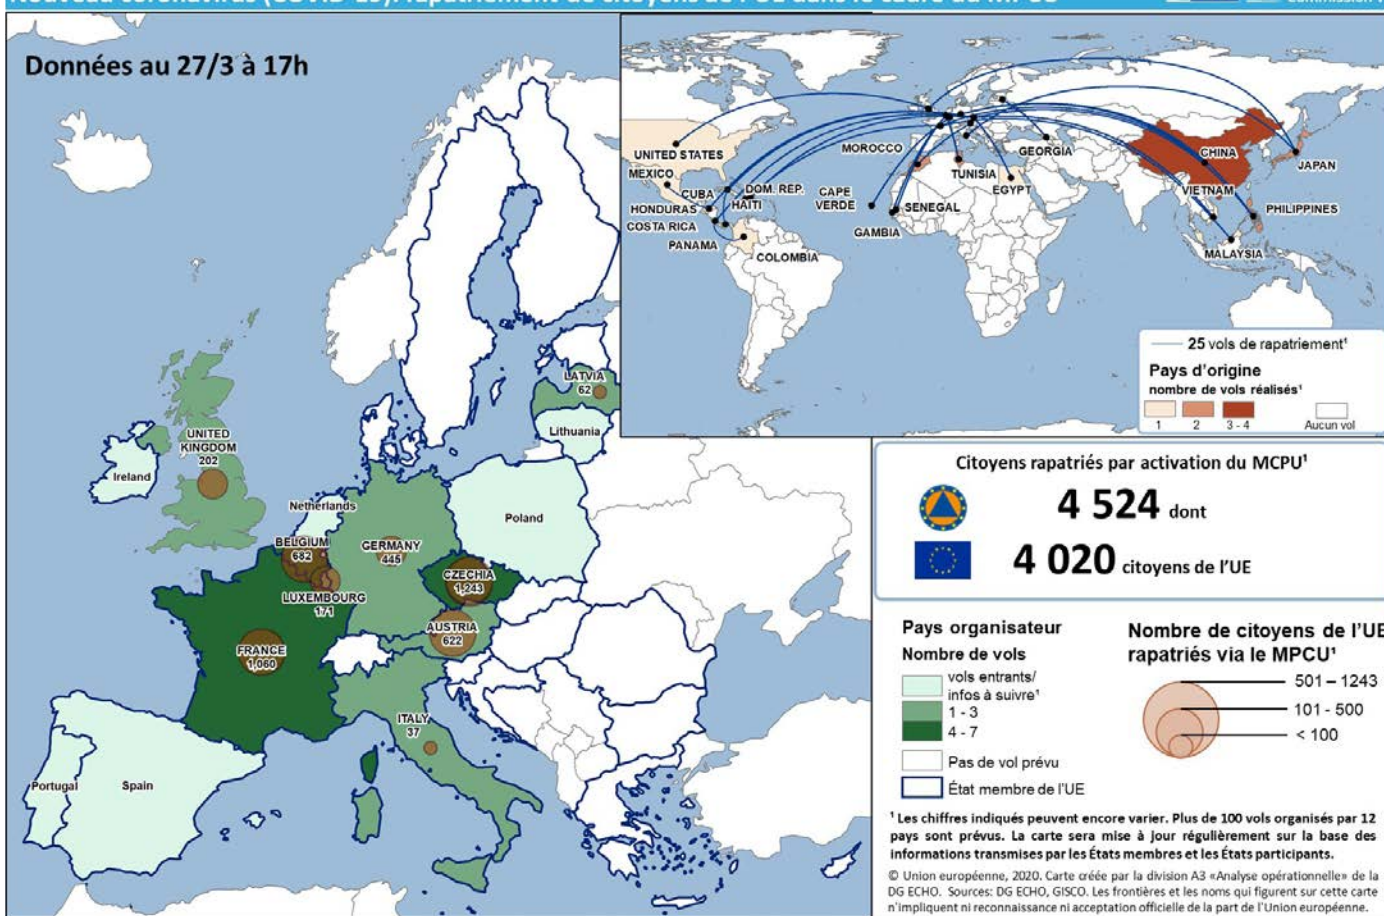 Données au 27/3 à 17h
UNITED STATES
MEXICO
CUBA
DOM. REP.
HAITI
HONDURAS
COSTA RICA
PANAMA
COLOMBIA
MOROCCO
TUNISIA
EGYPT
GEORGIA
CAPE
VERDE
SENEGAL
GAMBIA
CHINA
JAPAN
VIETNAM
PHILIPPINES
MALAYSIA
25 vols de rapatriement¹
Pays d'origine
nombre de vols réalisés¹
1 2 3 - 4 Aucun vol
LATVIA
62
Lithuania
UNITED
KINGDOM
202
Ireland
Netherlands
Poland
BELGIUM
682
GERMANY
445
CZECHIA
1,243
LUXEMBOURG
171
AUSTRIA
622
FRANCE
1,060
ITALY
37
Portugal
Spain
Citoyens rapatriés par activation du MCPU¹
4 524 dont
4 020 citoyens de l'UE
Pays organisateur
Nombre de vols
vols entrants/
infos à suivre¹
1 - 3
4 - 7
Pas de vol prévu
État membre de l'UE
Nombre de citoyens de l'UE
rapatriés via le MPCU¹
501 – 1243
101 - 500
< 100
¹ Les chiffres indiqués peuvent encore varier. Plus de 100 vols organisés par 12
pays sont prévus. La carte sera mise à jour régulièrement sur la base des
informations transmises par les États membres et les États participants.
© Union européenne, 2020. Carte créée par la division A3 «Analyse opérationnelle» de la
DG ECHO. Sources: DG ECHO, GISCO. Les frontières et les noms qui figurent sur cette carte
n'impliquent ni reconnaissance ni acceptation officielle de la part de l'Union européenne.